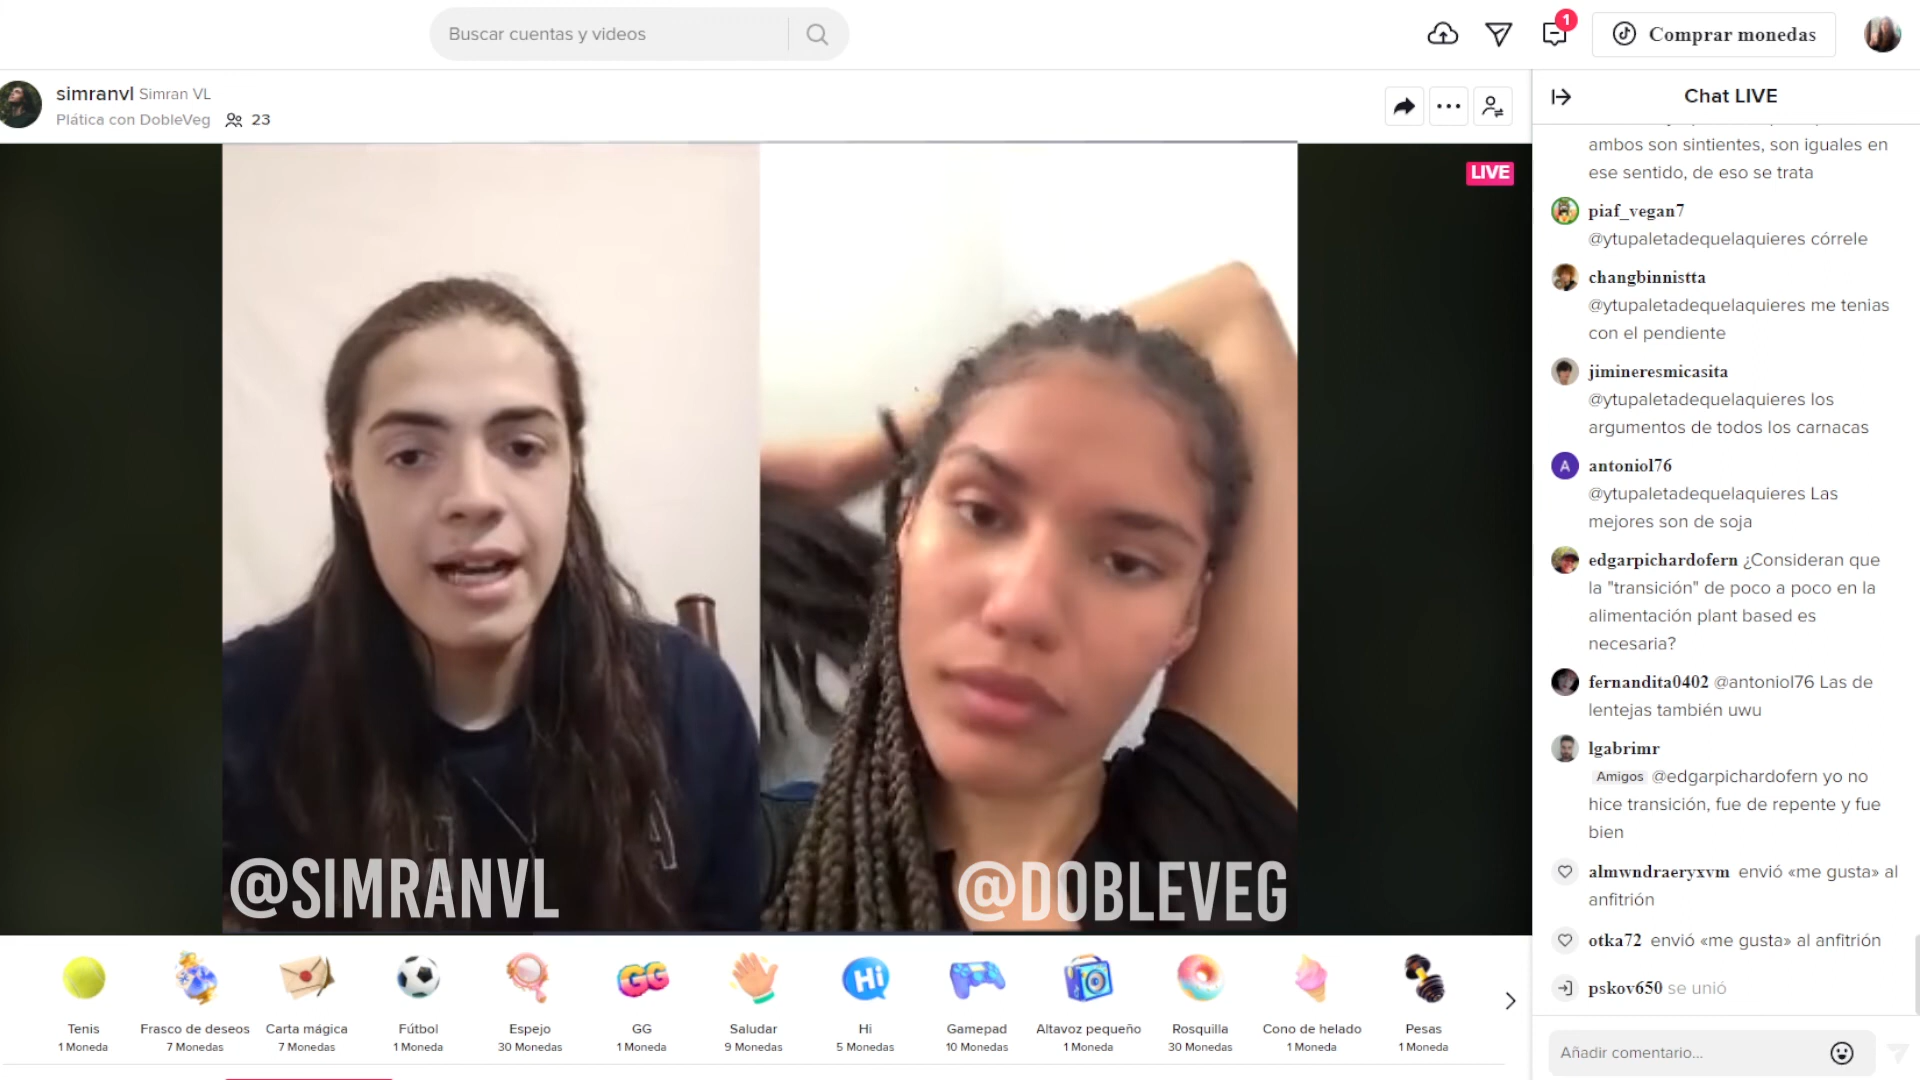 Buscar cuentas y videos
1
Comprar monedas
simranvl Simran VL
Plática con DobleVeg 23
Chat LIVE
LIVE
ambos son sintientes, son iguales en
ese sentido, de eso se trata
piaf_vegan7
@ytupaletadequelaquieres córrele
changbinnistta
@ytupaletadequelaquieres me tenias
con el pendiente
jimineresmicasita
@ytupaletadequelaquieres los
argumentos de todos los carnacas
A antoniol76
@ytupaletadequelaquieres Las
mejores son de soja
edgarpichardofern ¿Consideran que
la "transición" de poco a poco en la
alimentación plant based es
necesaria?
fernandita0402 @antoniol76 Las de
lentejas también uwu
lgabrimr
Amigos @edgarpichardofern yo no
hice transición, fue de repente y fue
bien
almwndraeryxvm envió «me gusta» al
anfitrión
otka72 envió «me gusta» al anfitrión
pskov650 se unió
Añadir comentario...
@SIMRANVL
@DOBLEVEG
GG
Hi
Tenis
1 Moneda
Frasco de deseos
7 Monedas
Carta mágica
7 Monedas
Fútbol
1 Moneda
Espejo
30 Monedas
GG
1 Moneda
Saludar
9 Monedas
Hi
5 Monedas
Gamepad
10 Monedas
Altavoz pequeño
1 Moneda
Rosquilla
30 Monedas
Cono de helado
1 Moneda
Pesas
1 Moneda